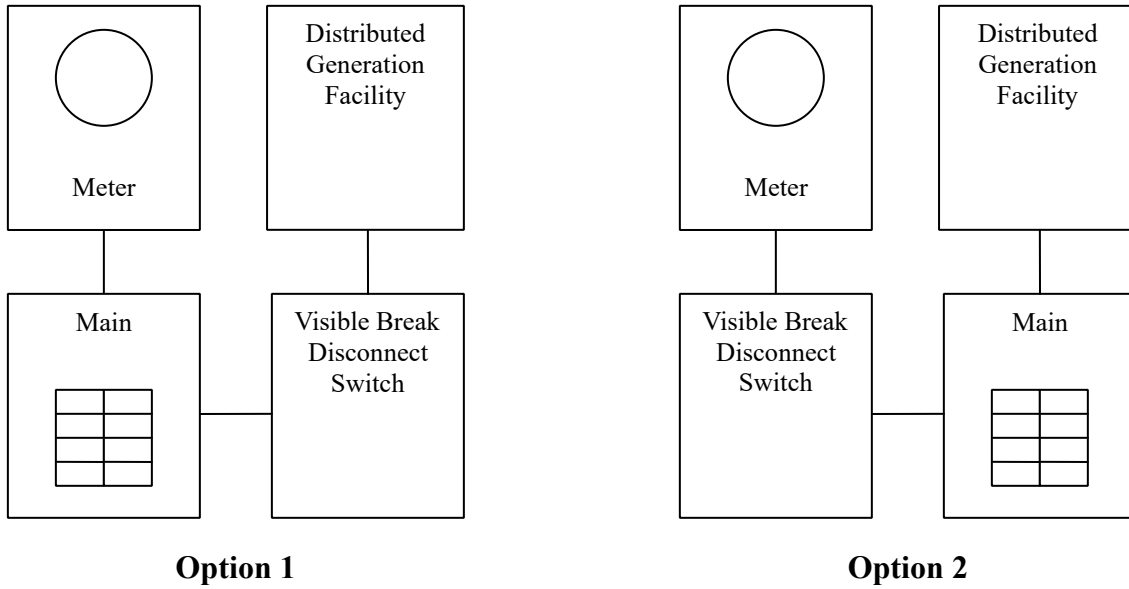 Distributed
Generation
Facility
Meter
Main
Visible Break
Disconnect
Switch
Option 1
Distributed
Generation
Facility
Meter
Visible Break
Disconnect
Switch
Main
Option 2